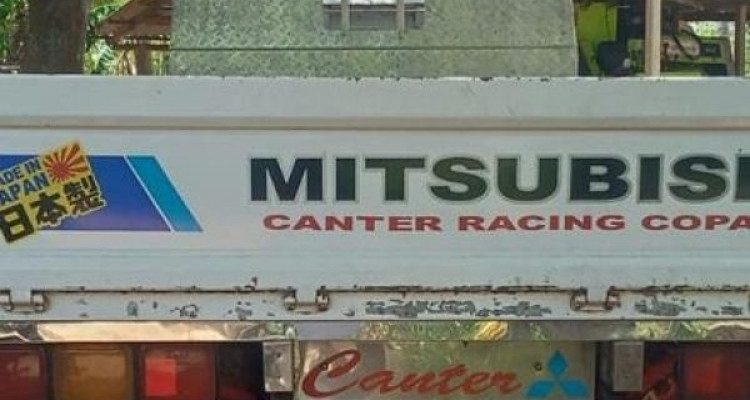 MADE IN
JAPAN
日本製
MITSUBIS
CANTER RACING COPA
Canter